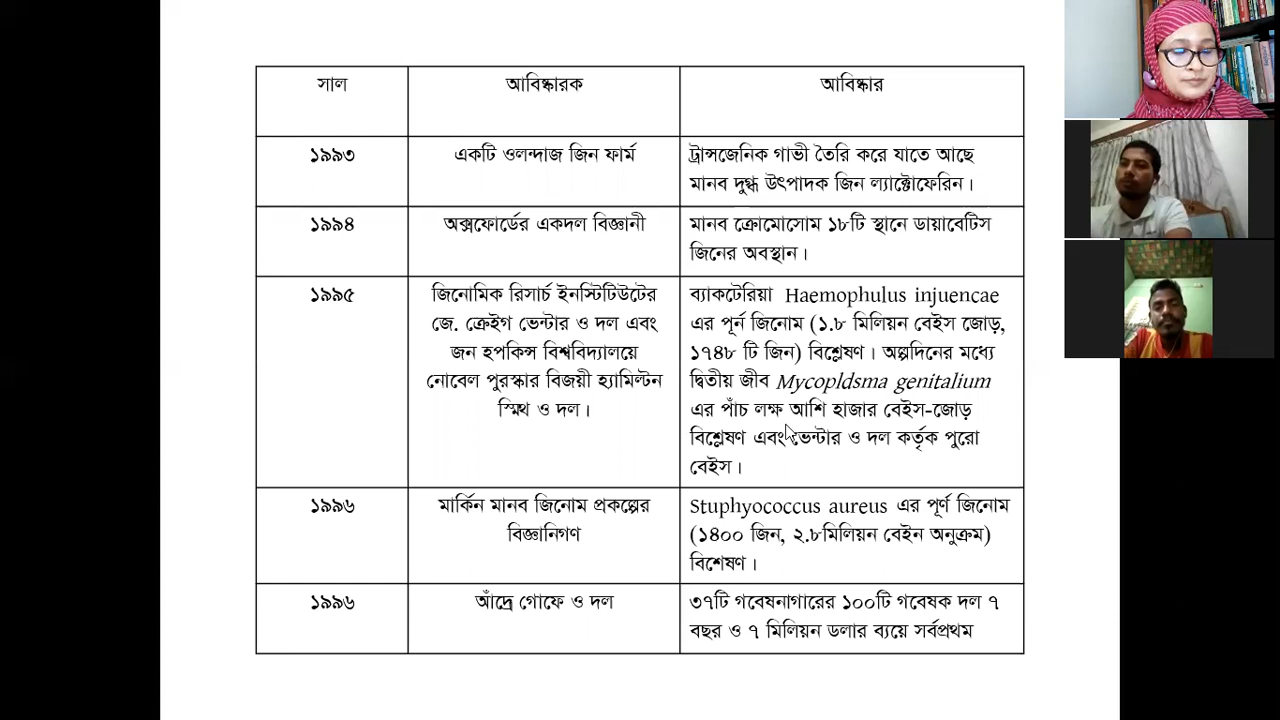 সাল
আবিষ্কারক
আবিষ্কার
১৯৯৩
একটি ওলন্দাজ জিন ফার্ম
ট্রান্সজেনিক গাভী তৈরি করে যাতে আছে
মানব দুগ্ধ উৎপাদক জিন ল্যাক্টোফেরিন।
১৯৯৪
অক্সফোর্ডের একদল বিজ্ঞানী
মানব ক্রোমোসোম ১৮টি স্থানে ডায়াবেটিস
জিনের অবস্থান।
১৯৯৫
জিনোমিক রিসার্চ ইনস্টিটিউটের
জে. ক্রেইগ ভেন্টার ও দল এবং
জন হপকিন্স বিশ্ববিদ্যালয়ে
নোবেল পুরস্কার বিজয়ী হ্যামিল্টন
স্মিথ ও দল।
ব্যাকটেরিয়া Haemophulus injuencae
এর পূর্ন জিনোম (১.৮ মিলিয়ন বেইস জোড়,
১৭৪৮ টি জিন) বিশ্লেষণ। অল্পদিনের মধ্যে
দ্বিতীয় জীব Mycopldsma genitalium
এর পাঁচ লক্ষ আশি হাজার বেইস-জোড়
বিশ্লেষণ এবং ভেন্টার ও দল কর্তৃক পুরো
বেইস।
১৯৯৬
মার্কিন মানব জিনোম প্রকল্পের
বিজ্ঞানিগণ
Stuphyococcus aureus এর পূর্ণ জিনোম
(১৪০০ জিন, ২.৮মিলিয়ন বেইন অনুক্রম)
বিশেষণ।
১৯৯৬
আঁদ্রে গোফে ও দল
৩৭টি গবেষনাগারের ১০০টি গবেষক দল ৭
বছর ও ৭ মিলিয়ন ডলার ব্যয়ে সর্বপ্রথম